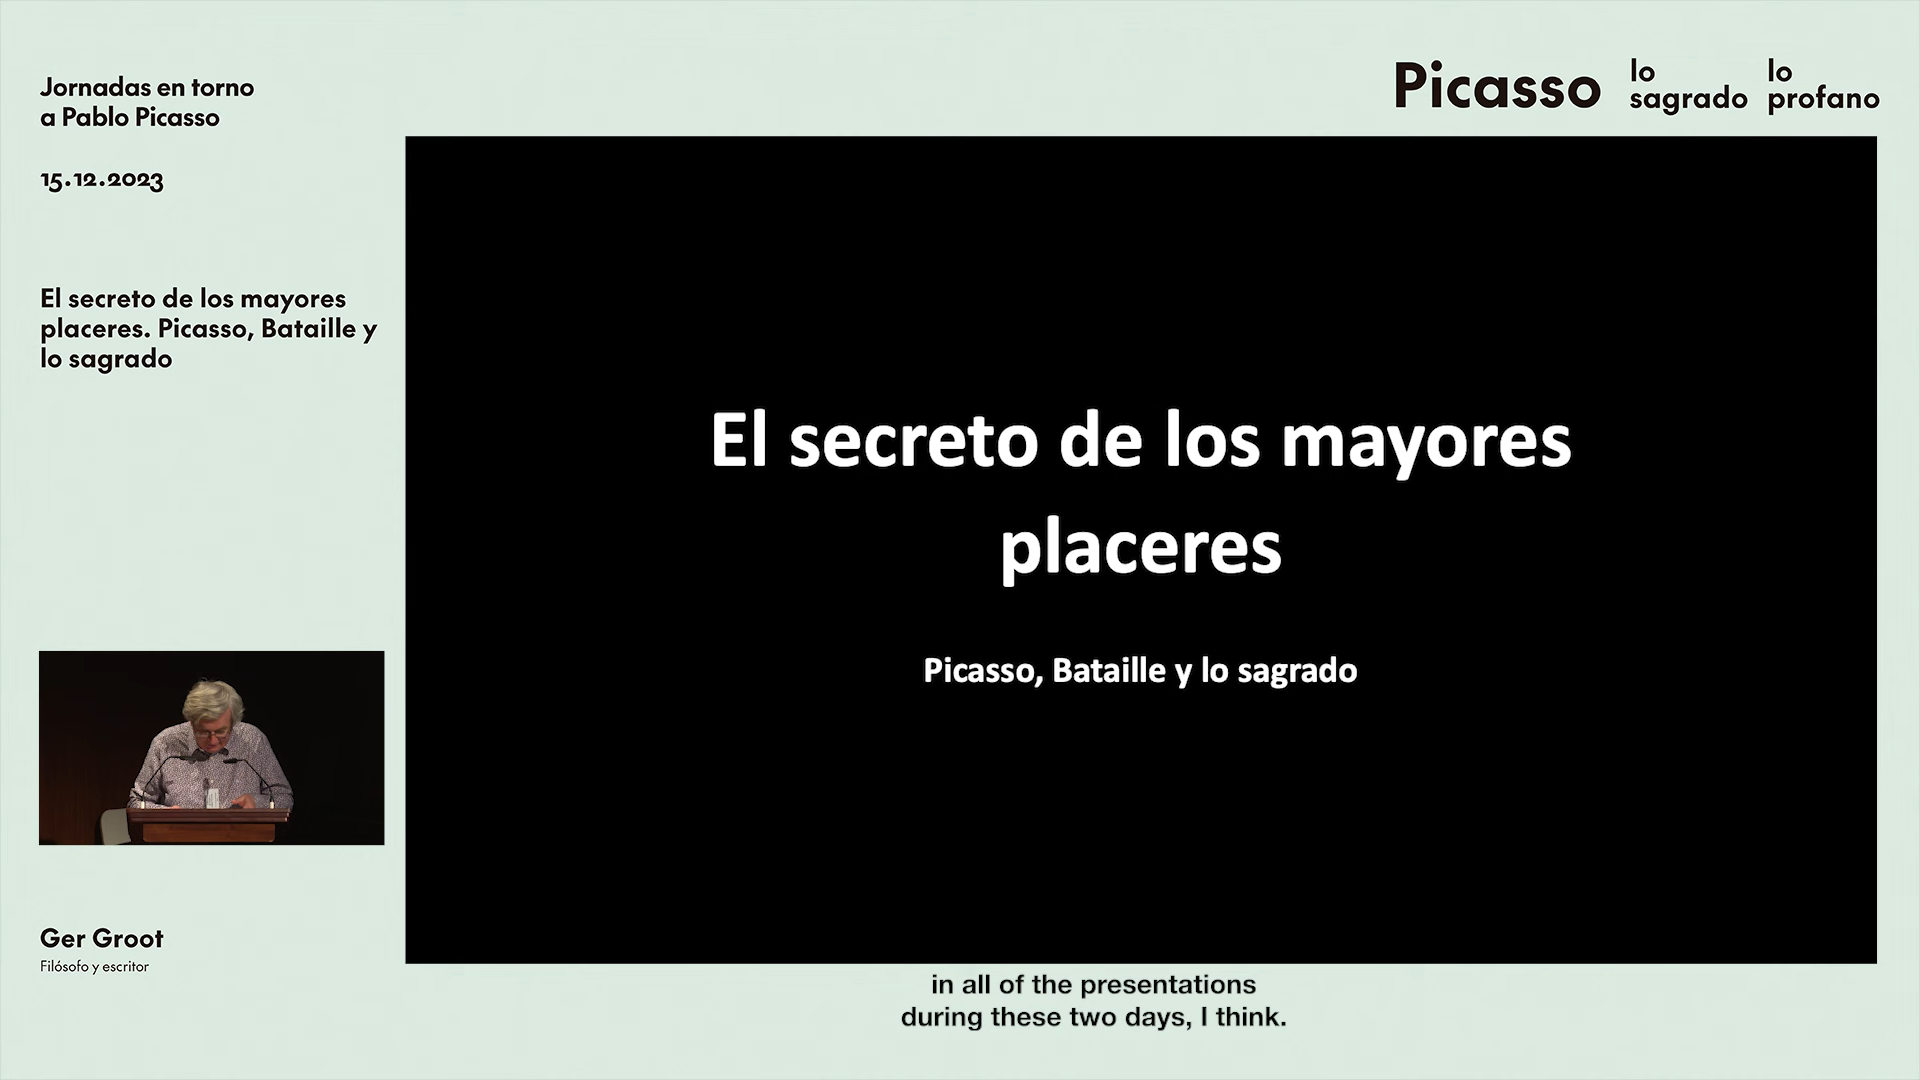 Jornadas en torno
a Pablo Picasso
15.12.2023
El secreto de los mayores
placeres. Picasso, Bataille y
lo sagrado
Ger Groot
Filósofo y escritor
Picasso
lo
sagrado
lo
profano
El secreto de los mayores
placeres
Picasso, Bataille y lo sagrado
in all of the presentations
during these two days, I think.